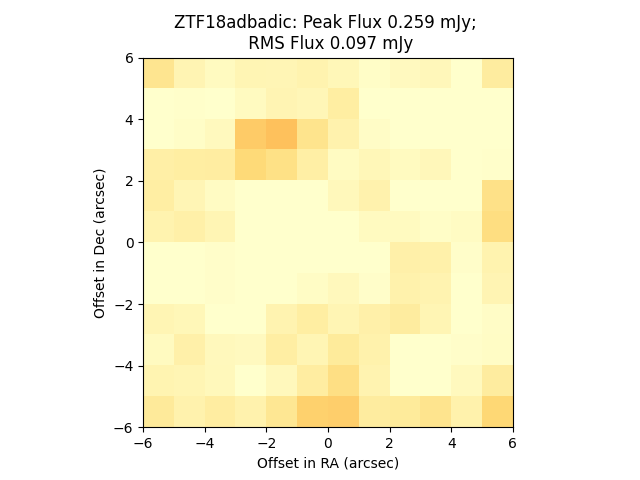 ZTF18adbadic: Peak Flux 0.259 mJy;
RMS Flux 0.097 mJy
6
4
2
0
−2
−4
−6
Offset in Dec (arcsec)
−6 −4 −2 0 2 4 6
Offset in RA (arcsec)